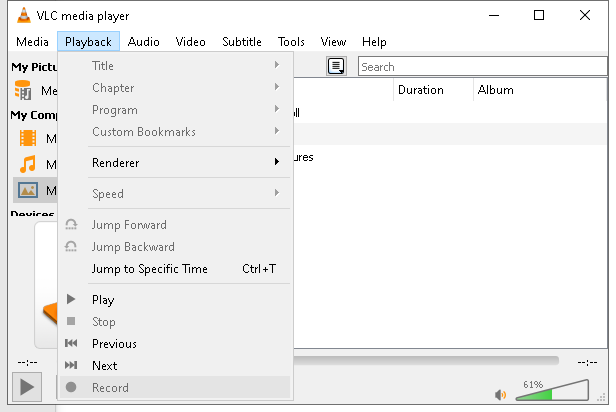 VLC media player
Media Playback Audio Video Subtitle Tools View Help
My Pictu
Title
Search
Me
Chapter
Duration Album
My Comp
Program
ll
M
Custom Bookmarks
M
Renderer
ures
M
Speed
Devices
Jump Forward
Jump Backward
Jump to Specific Time Ctrl+T
Play
Stop
Previous
--:--
Next
--:--
Record
61%